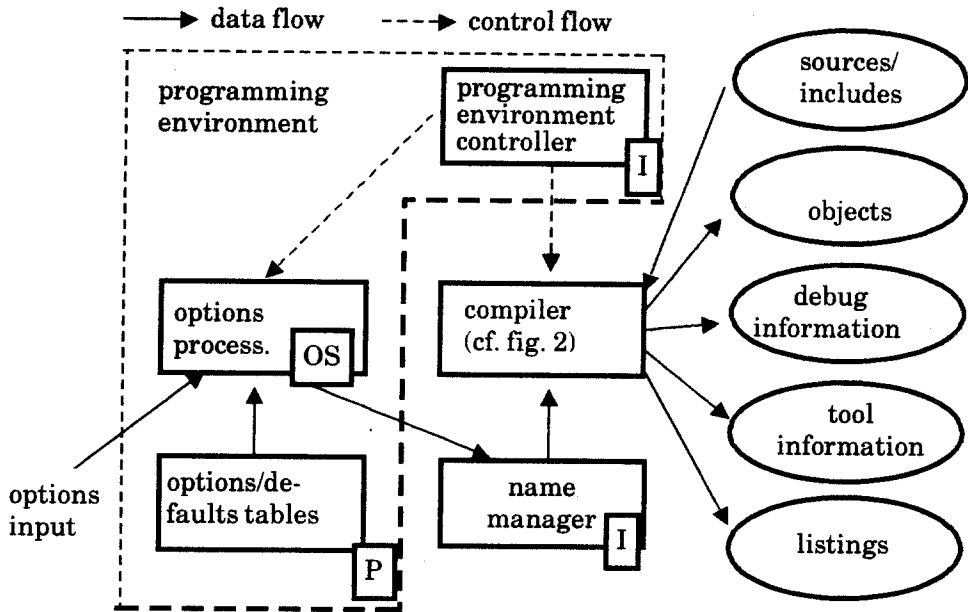 data flow
control flow
programming
environment
programming
environment
controller
I
sources/
includes
objects
options
process.
OS
compiler
(cf. fig. 2)
debug
information
options
input
options/de-
faults tables
P
name
manager
I
tool
information
listings